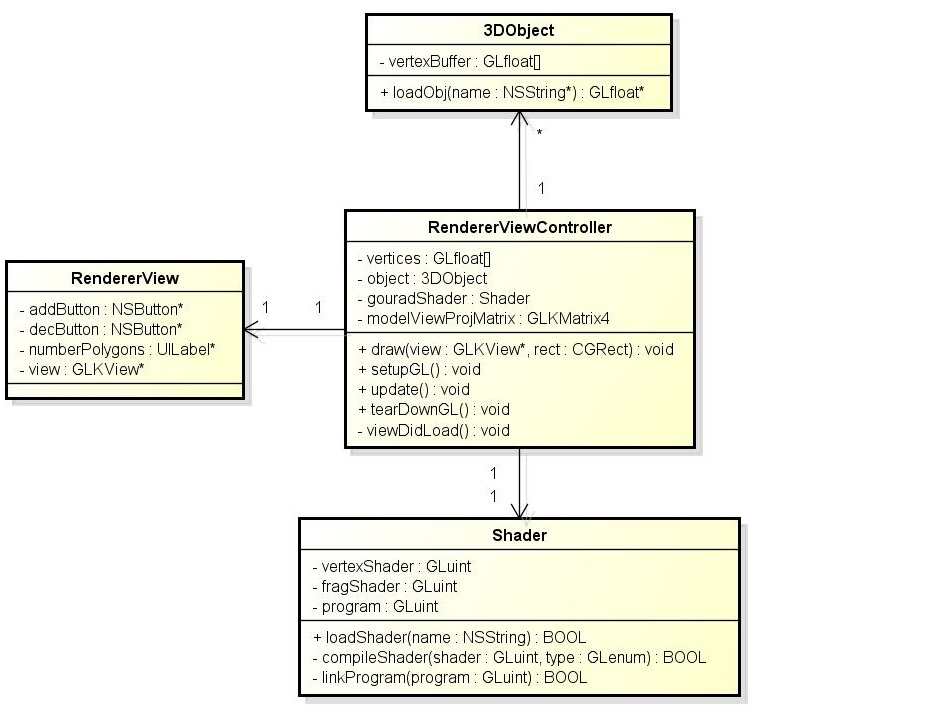 3DObject
- vertexBuffer : GLfloat[]
+ loadObj(name : NSString*) : GLfloat*
*
1
RendererViewController
- vertices : GLfloat[]
- object : 3DObject
- gouradShader : Shader
- modelViewProjMatrix : GLKMatrix4
+ draw(view : GLKView*, rect : CGRect) : void
+ setupGL() : void
+ update() : void
+ tearDownGL() : void
- viewDidLoad() : void
RendererView
- addButton : NSButton*
- decButton : NSButton*
- numberPolygons : UILabel*
- view : GLKView*
1 1
1
1
Shader
- vertexShader : GLuint
- fragShader : GLuint
- program : GLuint
+ loadShader(name : NSString) : BOOL
- compileShader(shader : GLuint, type : GLenum) : BOOL
- linkProgram(program : GLuint) : BOOL